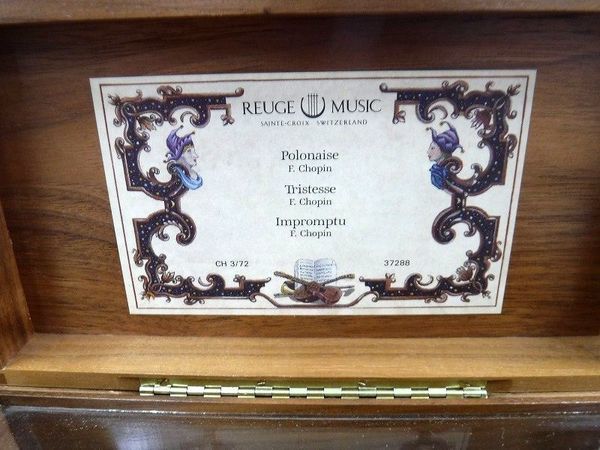 REUGE MUSIC
SAINTE-CROIX SWITZERLAND
Polonaise
F. Chopin
Tristesse
F. Chopin
Impromptu
F. Chopin
CH 3/72 37288